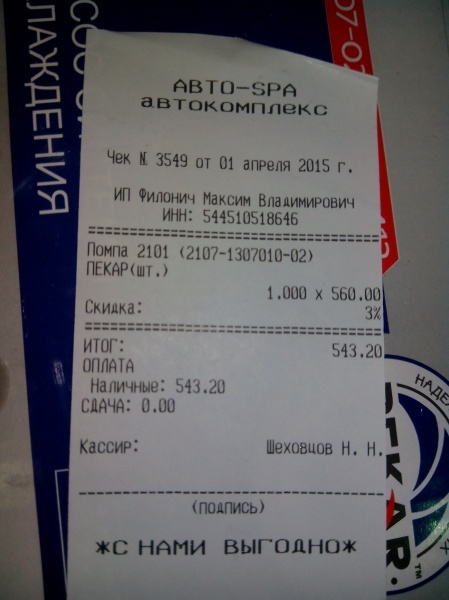 АВТО-SPA
автокомплекс
Чек № 3549 от 01 апреля 2015 г.
ИП Филонич Максим Владимирович
ИНН: 544510518646
Помпа 2101 (2107-1307010-02)
ПЕКАР(шт.)
1.000 x 560.00
Скидка: 3%
ИТОГ: 543.20
ОПЛАТА
Наличные: 543.20
СДАЧА: 0.00
Кассир: Шеховцов Н. Н.
(подпись)
*С НАМИ ВЫГОДНО*
ЛАЖДЕНИЯ